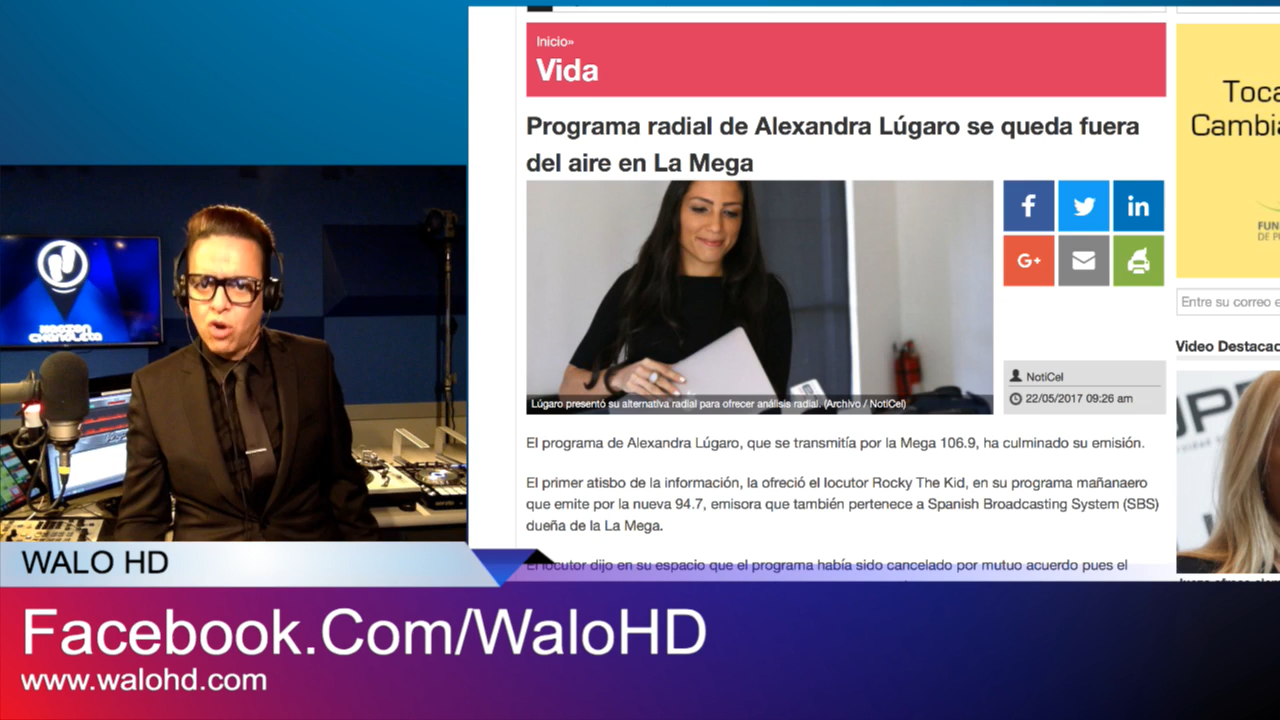 Inicio»
Vida
Programa radial de Alexandra Lúgaro se queda fuera
del aire en La Mega
Lúgaro presentó su alternativa radial para ofrecer análisis radial. (Archivo / NotiCel)
f
in
G+
NotiCel
22/05/2017 09:26 am
El programa de Alexandra Lúgaro, que se transmitía por la Mega 106.9, ha culminado su emisión.
El primer atisbo de la información, la ofreció el locutor Rocky The Kid, en su programa mañanaero
que emite por la nueva 94.7, emisora que también pertenece a Spanish Broadcasting System (SBS)
dueña de la La Mega.
El locutor dijo en su espacio que el programa había sido cancelado por mutuo acuerdo pues el
Toca
Cambia
FUN
DE P
Entre su correo e
Video Destacac
UPR
WALO HD
Facebook.Com/WaloHD
www.walohd.com